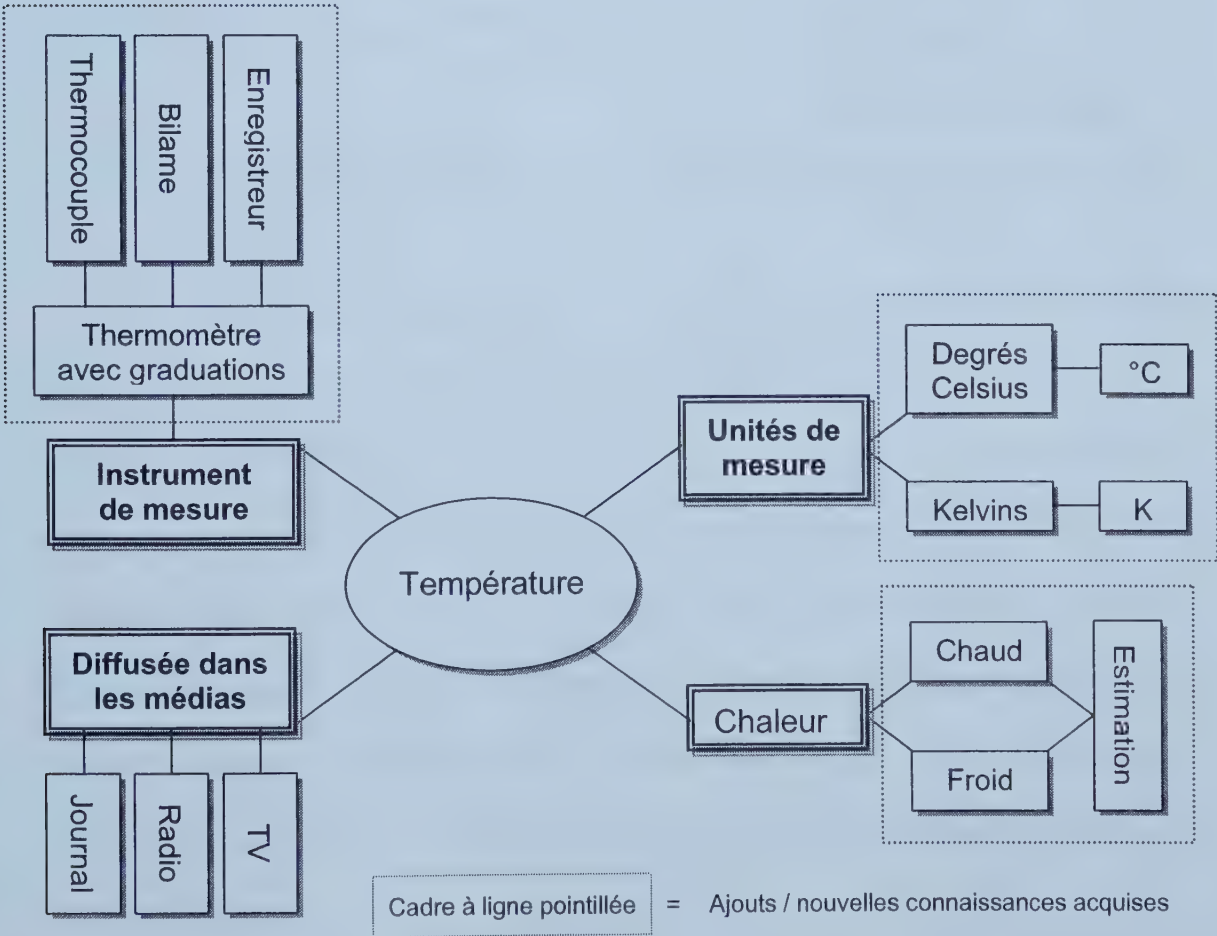 Thermocouple
Bilame
Enregistreur
Thermomètre
avec graduations
Instrument
de mesure
Unités de
mesure
Degrés
Celsius
°C
Kelvins
K
Température
Diffusée dans
les médias
Journal
Radio
TV
Chaleur
Chaud
Froid
Estimation
Cadre à ligne pointillée = Ajouts / nouvelles connaissances acquises